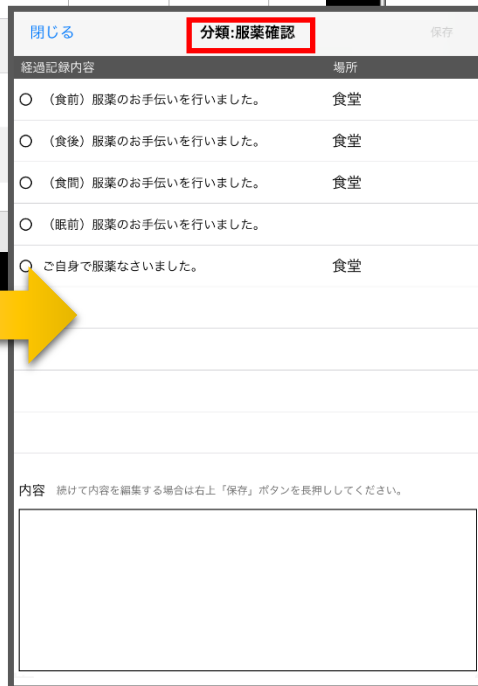 閉じる 分類:服薬確認 保存
経過記録内容 場所
（食前）服薬のお手伝いを行いました。 食堂
（食後）服薬のお手伝いを行いました。 食堂
（食間）服薬のお手伝いを行いました。 食堂
（眠前）服薬のお手伝いを行いました。
ご自身で服薬なさいました。 食堂
内容 続けて内容を編集する場合は右上「保存」ボタンを長押ししてください。